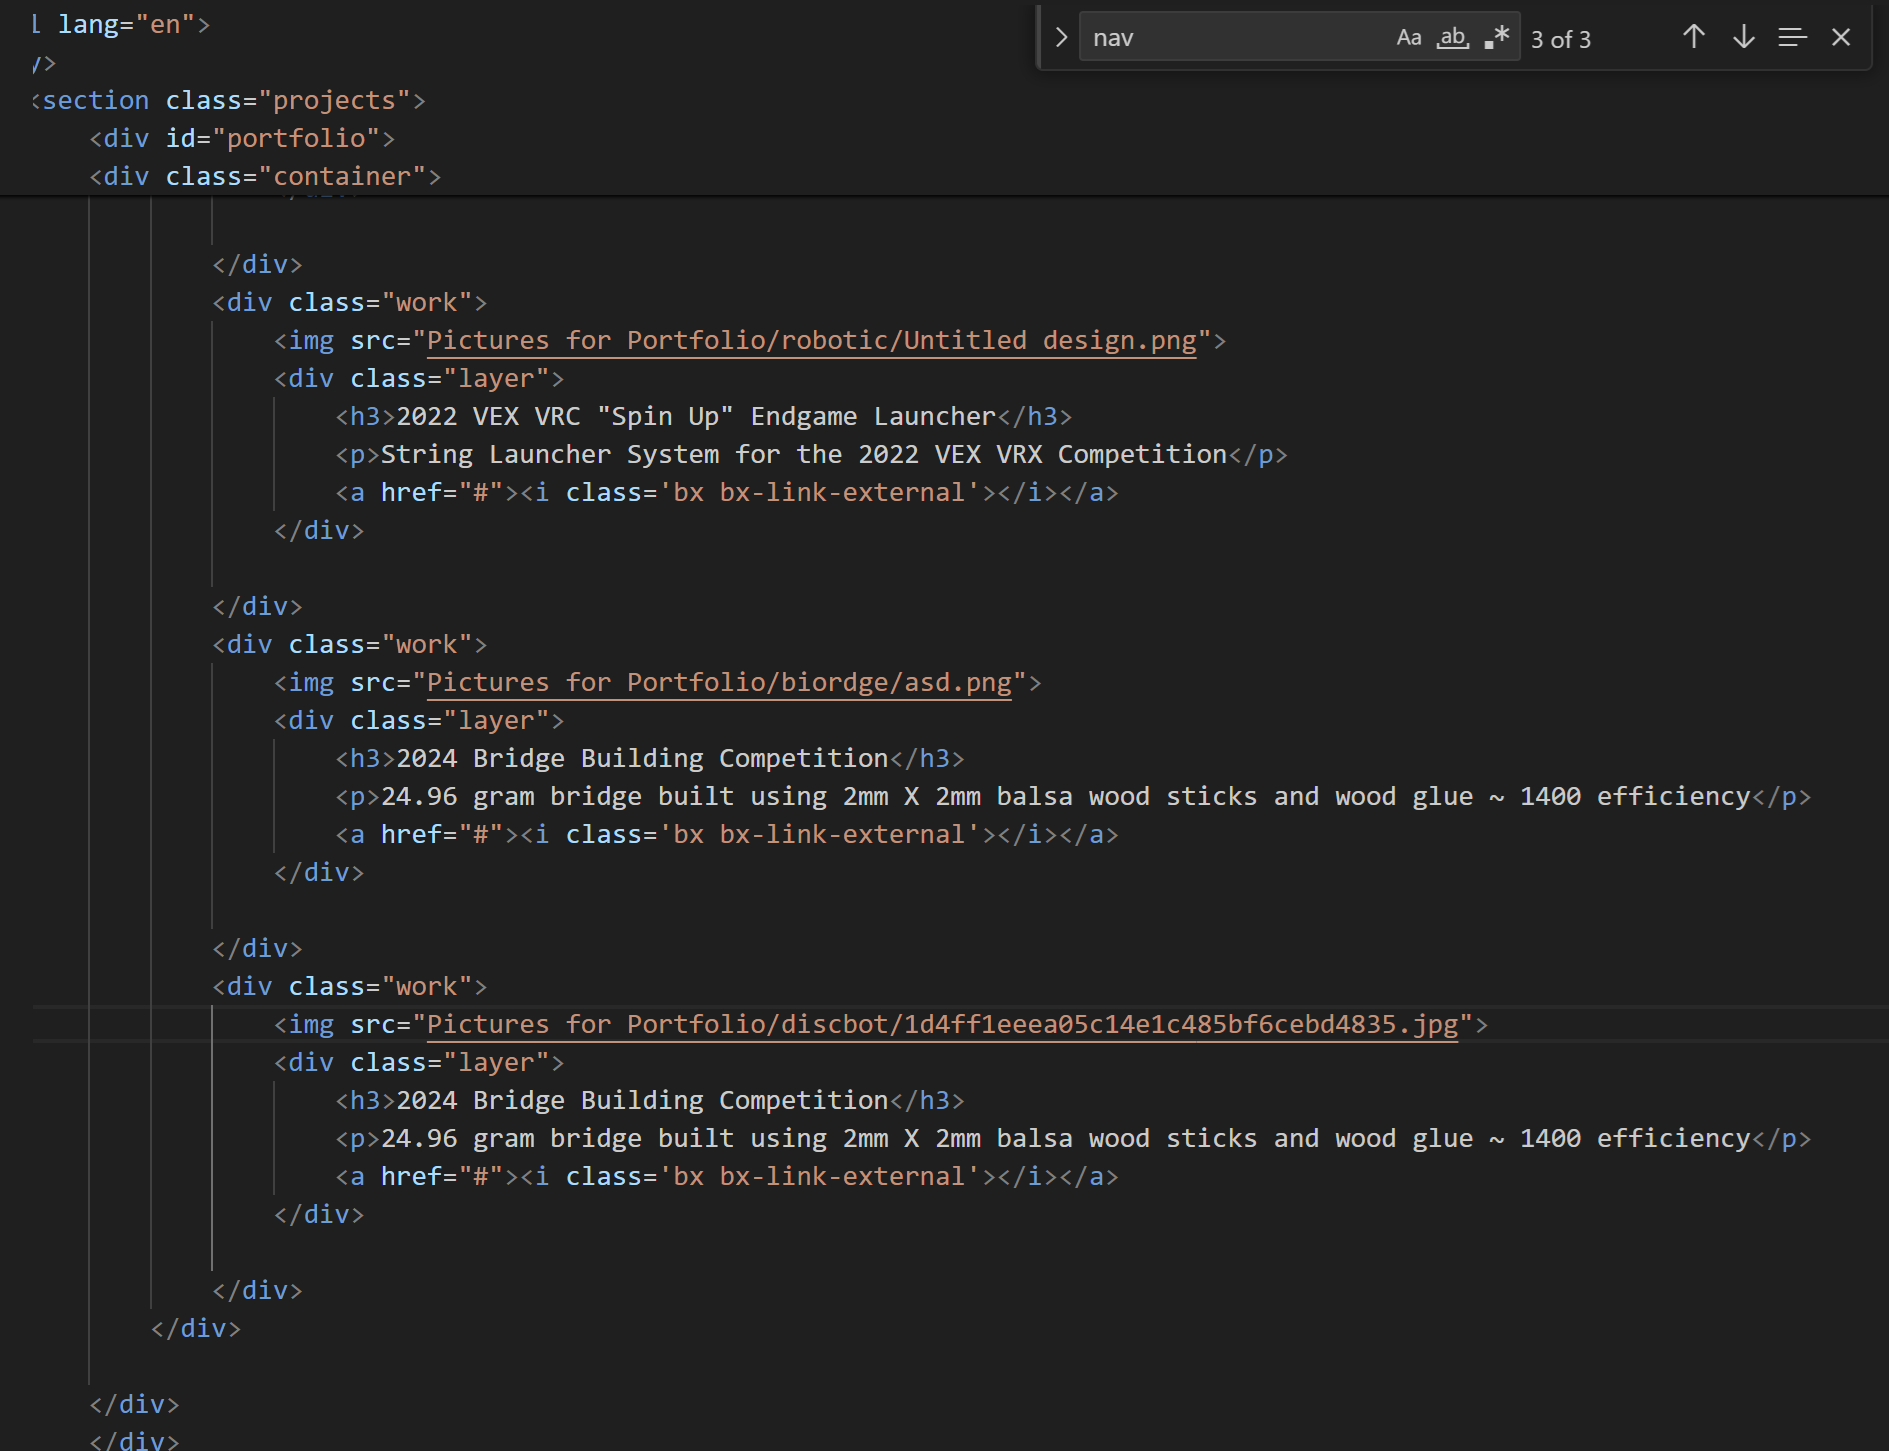 l lang="en">
y>
<section class="projects">
<div id="portfolio">
<div class="container">
nav
Aa
ab
.*
3 of 3
</div>
<div class="work">
<img src="Pictures for Portfolio/robotic/Untitled design.png">
<div class="layer">
<h3>2022 VEX VRC "Spin Up" Endgame Launcher</h3>
<p>String Launcher System for the 2022 VEX VRX Competition</p>
<a href="#"><i class='bx bx-link-external'></i></a>
</div>
</div>
<div class="work">
<img src="Pictures for Portfolio/biordge/asd.png">
<div class="layer">
<h3>2024 Bridge Building Competition</h3>
<p>24.96 gram bridge built using 2mm X 2mm balsa wood sticks and wood glue ~ 1400 efficiency</p>
<a href="#"><i class='bx bx-link-external'></i></a>
</div>
</div>
<div class="work">
<img src="Pictures for Portfolio/discbot/1d4ff1eeea05c14e1c485bf6cebd4835.jpg">
<div class="layer">
<h3>2024 Bridge Building Competition</h3>
<p>24.96 gram bridge built using 2mm X 2mm balsa wood sticks and wood glue ~ 1400 efficiency</p>
<a href="#"><i class='bx bx-link-external'></i></a>
</div>
</div>
</div>
</div>
</div>